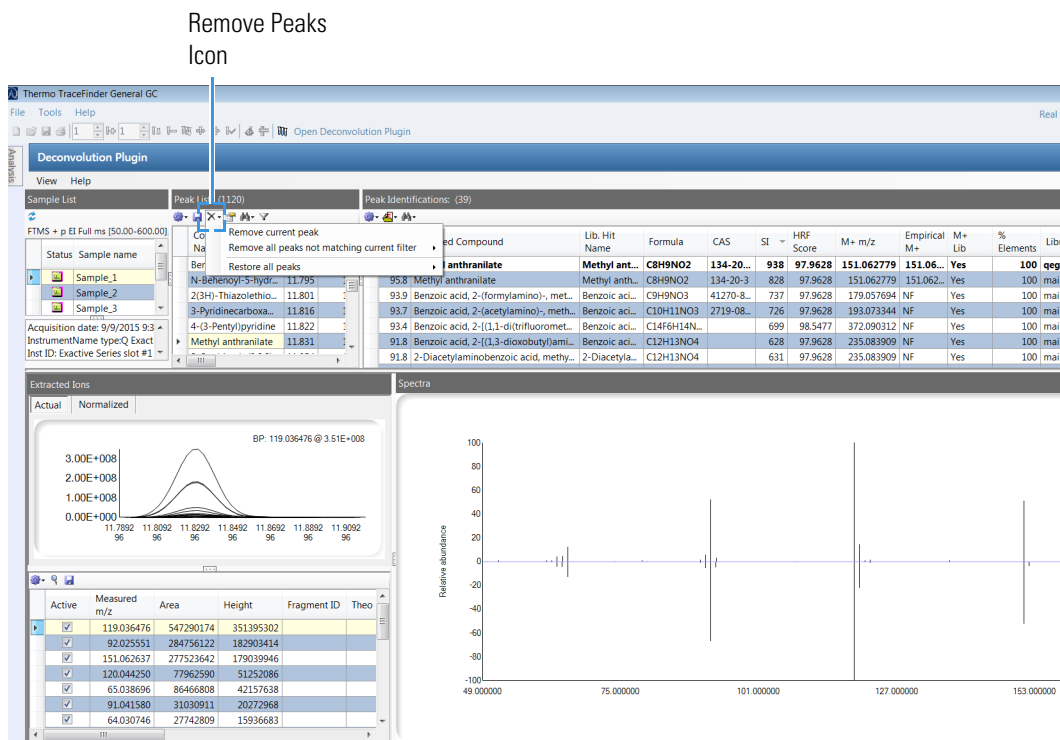 Remove Peaks
Icon
Thermo TraceFinder General GC
File Tools Help
Real
1 1 Open Deconvolution Plugin
Analysis
Deconvolution Plugin
View Help
Sample List
FTMS + p EI Full ms [50.00-600.00]
Status Sample name
Sample_1
Sample_2
Sample_3
Acquisition date: 9/9/2015 9:3
InstrumentName type:Q Exact
Inst ID: Exactive Series slot #1
Peak List (1120)
Remove current peak
Remove all peaks not matching current filter
Restore all peaks
N-Behenoyl-5-hydr... 11.795
2(3H)-Thiazolethio... 11.801
3-Pyridinecarboxa... 11.816
4-(3-Pentyl)pyridine 11.822
Methyl anthranilate 11.831
Peak Identifications: (39)
ed Compound Lib. Hit Name Formula CAS SI HRF Score M+ m/z Empirical M+ M+ Lib % Elements Libr
l anthranilate Methyl ant... C8H9NO2 134-20... 938 97.9628 151.062779 151.06... Yes 100 qeg
95.8 Methyl anthranilate Methyl anth... C8H9NO2 134-20-3 828 97.9628 151.062779 151.062... Yes 100 mai
93.9 Benzoic acid, 2-(formylamino)-, met... Benzoic aci... C9H9NO3 41270-8... 737 97.9628 179.057694 NF Yes 100 mai
93.7 Benzoic acid, 2-(acetylamino)-, meth... Benzoic aci... C10H11NO3 2719-08... 726 97.9628 193.073344 NF Yes 100 mai
93.4 Benzoic acid, 2-[(1,1-di(trifluoromet... Benzoic aci... C14F6H14N... 699 98.5477 372.090312 NF Yes 100 mai
91.8 Benzoic acid, 2-[(1,3-dioxobutyl)ami... Benzoic aci... C12H13NO4 628 97.9628 235.083909 NF Yes 100 mai
91.8 2-Diacetylaminobenzoic acid, methy... 2-Diacetyla... C12H13NO4 631 97.9628 235.083909 NF Yes 100 mai
Extracted Ions
Actual Normalized
BP: 119.036476 @ 3.51E+008
3.00E+008
2.00E+008
1.00E+008
0.00E+000
11.7892 11.8092 11.8292 11.8492 11.8692 11.8892 11.9092
96 96 96 96 96 96 96
Active Measured m/z Area Height Fragment ID Theo
119.036476 547290174 351395302
92.025551 284756122 182903414
151.062637 277523642 179039946
120.044250 77962590 51252086
65.038696 86466808 42157638
91.041580 31030911 20272968
64.030746 27742809 15936683
Spectra
Relative abundance
100
80
60
40
20
0
-20
-40
-60
-80
-100
49.000000 75.000000 101.000000 127.000000 153.000000